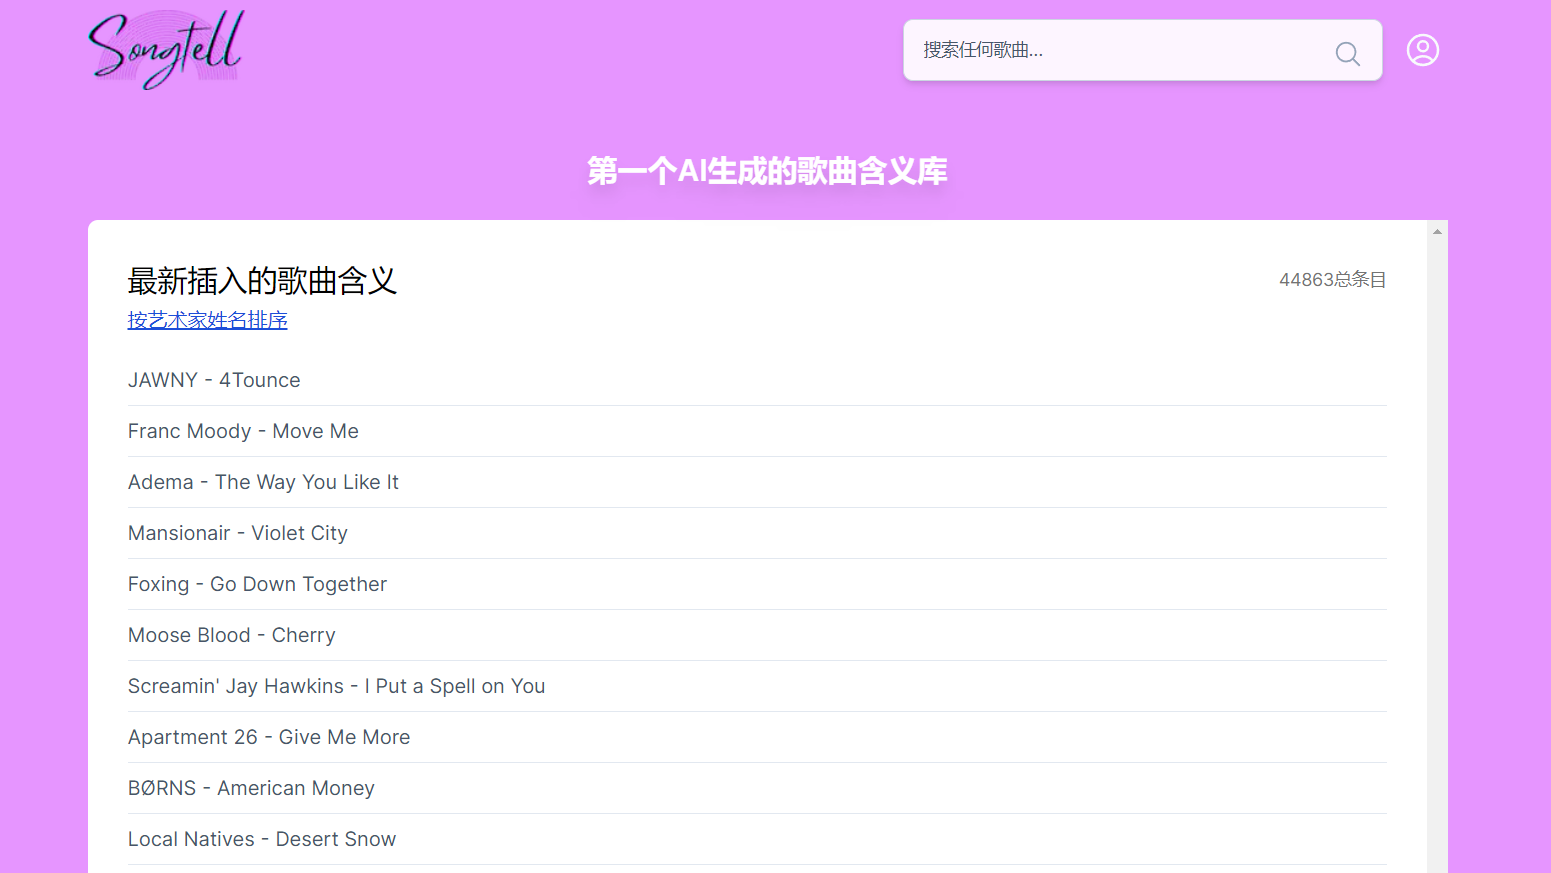 Songtell
搜索任何歌曲...
第一个AI生成的歌曲含义库
最新插入的歌曲含义
44863总条目
按艺术家姓名排序
JAWNY - 4Tounce
Franc Moody - Move Me
Adema - The Way You Like It
Mansionair - Violet City
Foxing - Go Down Together
Moose Blood - Cherry
Screamin' Jay Hawkins - I Put a Spell on You
Apartment 26 - Give Me More
BØRNS - American Money
Local Natives - Desert Snow